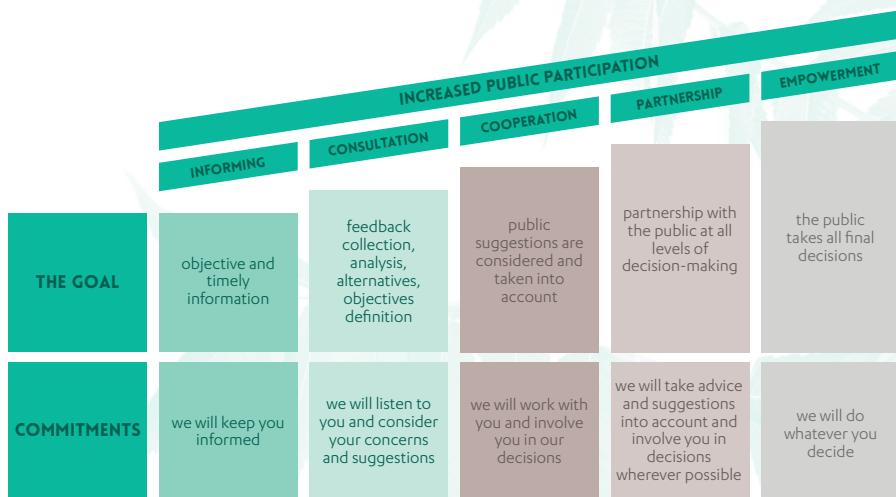 INCREASED PUBLIC PARTICIPATION
INFORMING
CONSULTATION
COOPERATION
PARTNERSHIP
EMPOWERMENT
THE GOAL
objective and
timely
information
feedback
collection,
analysis,
alternatives,
objectives
definition
public
suggestions are
considered and
taken into
account
partnership with
the public at all
levels of
decision-making
the public
takes all final
decisions
COMMITMENTS
we will keep you
informed
we will listen to
you and consider
your concerns
and suggestions
we will work with
you and involve
you in our
decisions
we will take advice
and suggestions
into account and
involve you in
decisions
wherever possible
we will do
whatever you
decide